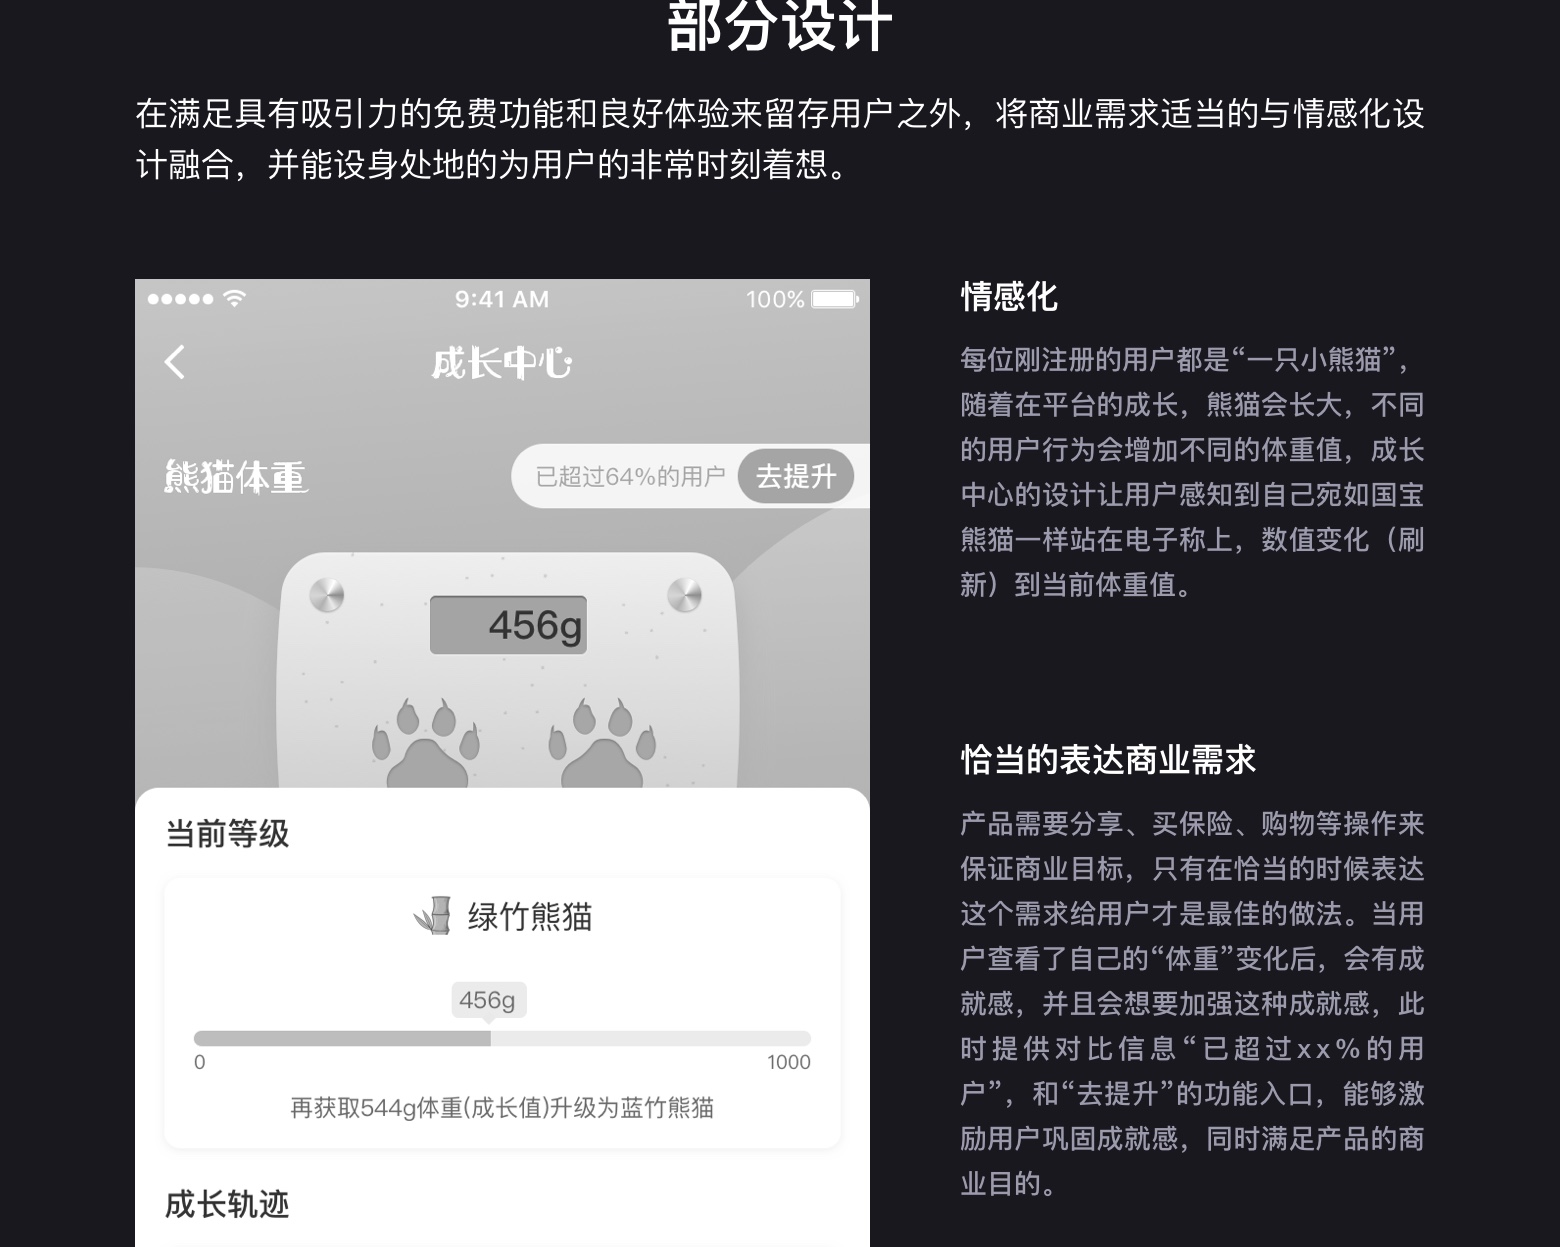 部分设计
在满足具有吸引力的免费功能和良好体验来留存用户之外，将商业需求适当的与情感化设
计融合，并能设身处地的为用户的非常时刻着想。
9:41 AM
100%
成长中心
熊猫体重
已超过64%的用户
去提升
456g
当前等级
绿竹熊猫
456g
0
1000
再获取544g体重(成长值)升级为蓝竹熊猫
成长轨迹
情感化
每位刚注册的用户都是“一只小熊猫”，
随着在平台的成长，熊猫会长大，不同
的用户行为会增加不同的体重值，成长
中心的设计让用户感知到自己宛如国宝
熊猫一样站在电子称上，数值变化（刷
新）到当前体重值。
恰当的表达商业需求
产品需要分享、买保险、购物等操作来
保证商业目标，只有在恰当的时候表达
这个需求给用户才是最佳的做法。当用
户查看了自己的“体重”变化后，会有成
就感，并且会想要加强这种成就感，此
时提供对比信息“已超过xx%的用
户”，和“去提升”的功能入口，能够激
励用户巩固成就感，同时满足产品的商
业目的。